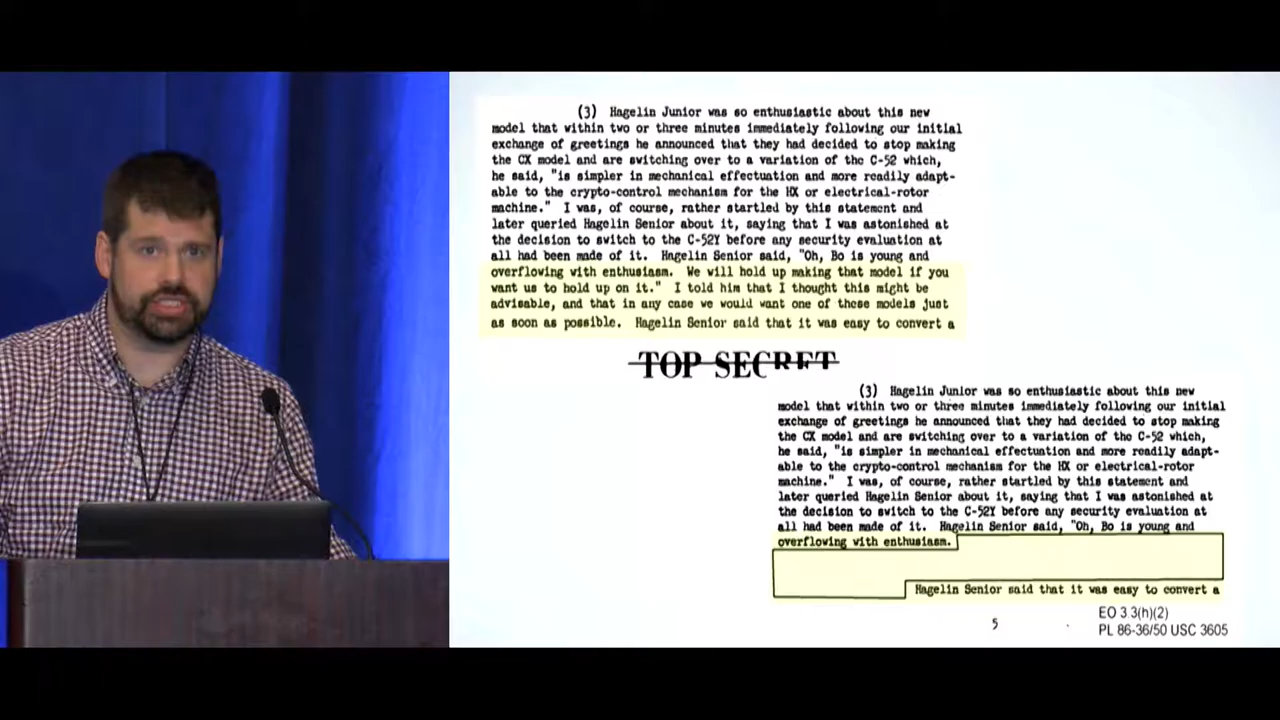 (3) Hagelin Junior was so enthusiastic about this new
model that within two or three minutes immediately following our initial
exchange of greetings he announced that they had decided to stop making
the CX model and are switching over to a variation of the C-52 which,
he said, "is simpler in mechanical effectuation and more readily adapt-
able to the crypto-control mechanism for the HX or electrical-rotor
machine." I was, of course, rather startled by this statement and
later queried Hagelin Senior about it, saying that I was astonished at
the decision to switch to the C-52Y before any security evaluation at
all had been made of it. Hagelin Senior said, "Oh, Bo is young and
overflowing with enthusiasm. We will hold up making that model if you
want us to hold up on it." I told him that I thought this might be
advisable, and that in any case we would want one of these models just
as soon as possible. Hagelin Senior said that it was easy to convert a
TOP SECRET
(3) Hagelin Junior was so enthusiastic about this new
model that within two or three minutes immediately following our initial
exchange of greetings he announced that they had decided to stop making
the CX model and are switching over to a variation of the C-52 which,
he said, "is simpler in mechanical effectuation and more readily adapt-
able to the crypto-control mechanism for the HX or electrical-rotor
machine." I was, of course, rather startled by this statement and
later queried Hagelin Senior about it, saying that I was astonished at
the decision to switch to the C-52Y before any security evaluation at
all had been made of it. Hagelin Senior said, "Oh, Bo is young and
overflowing with enthusiasm.
Hagelin Senior said that it was easy to convert a
5
EO 3.3(h)(2)
PL 86-36/50 USC 3605